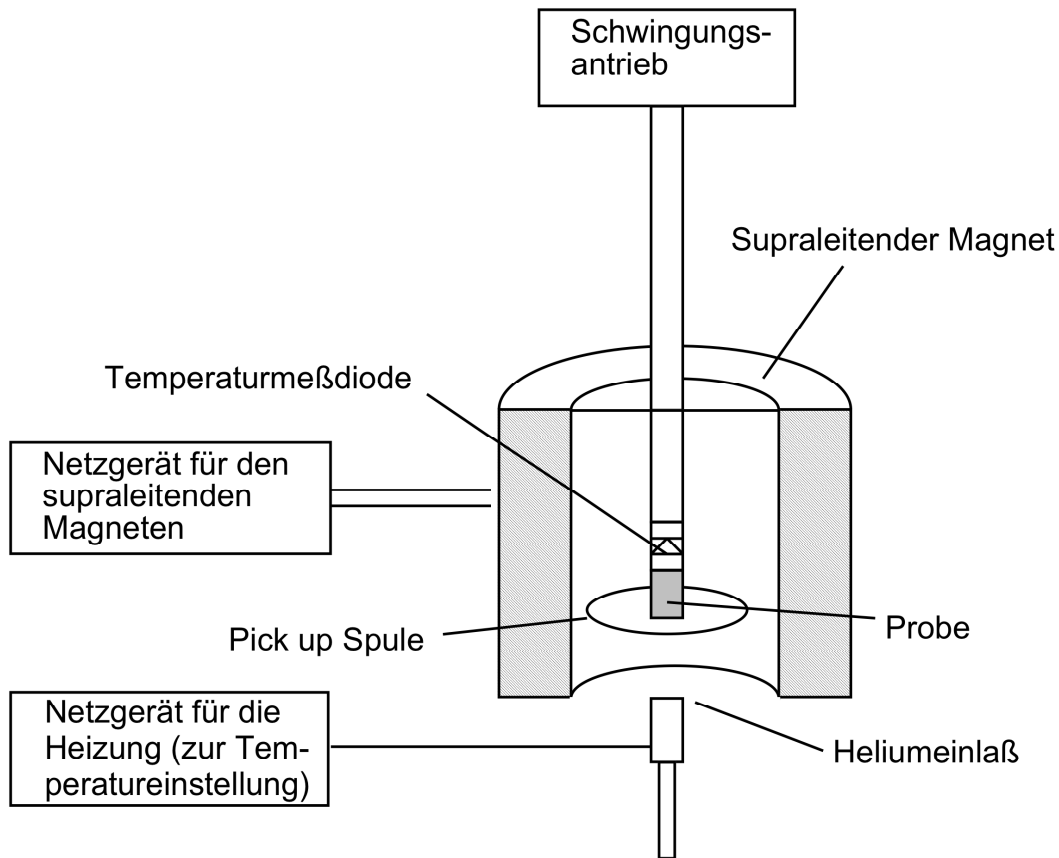 Schwingungs-
antrieb
Supraleitender Magnet
Temperaturmeßdiode
Netzgerät für den
supraleitenden
Magneten
Pick up Spule
Probe
Netzgerät für die
Heizung (zur Tem-
peratureinstellung)
Heliumeinlaß